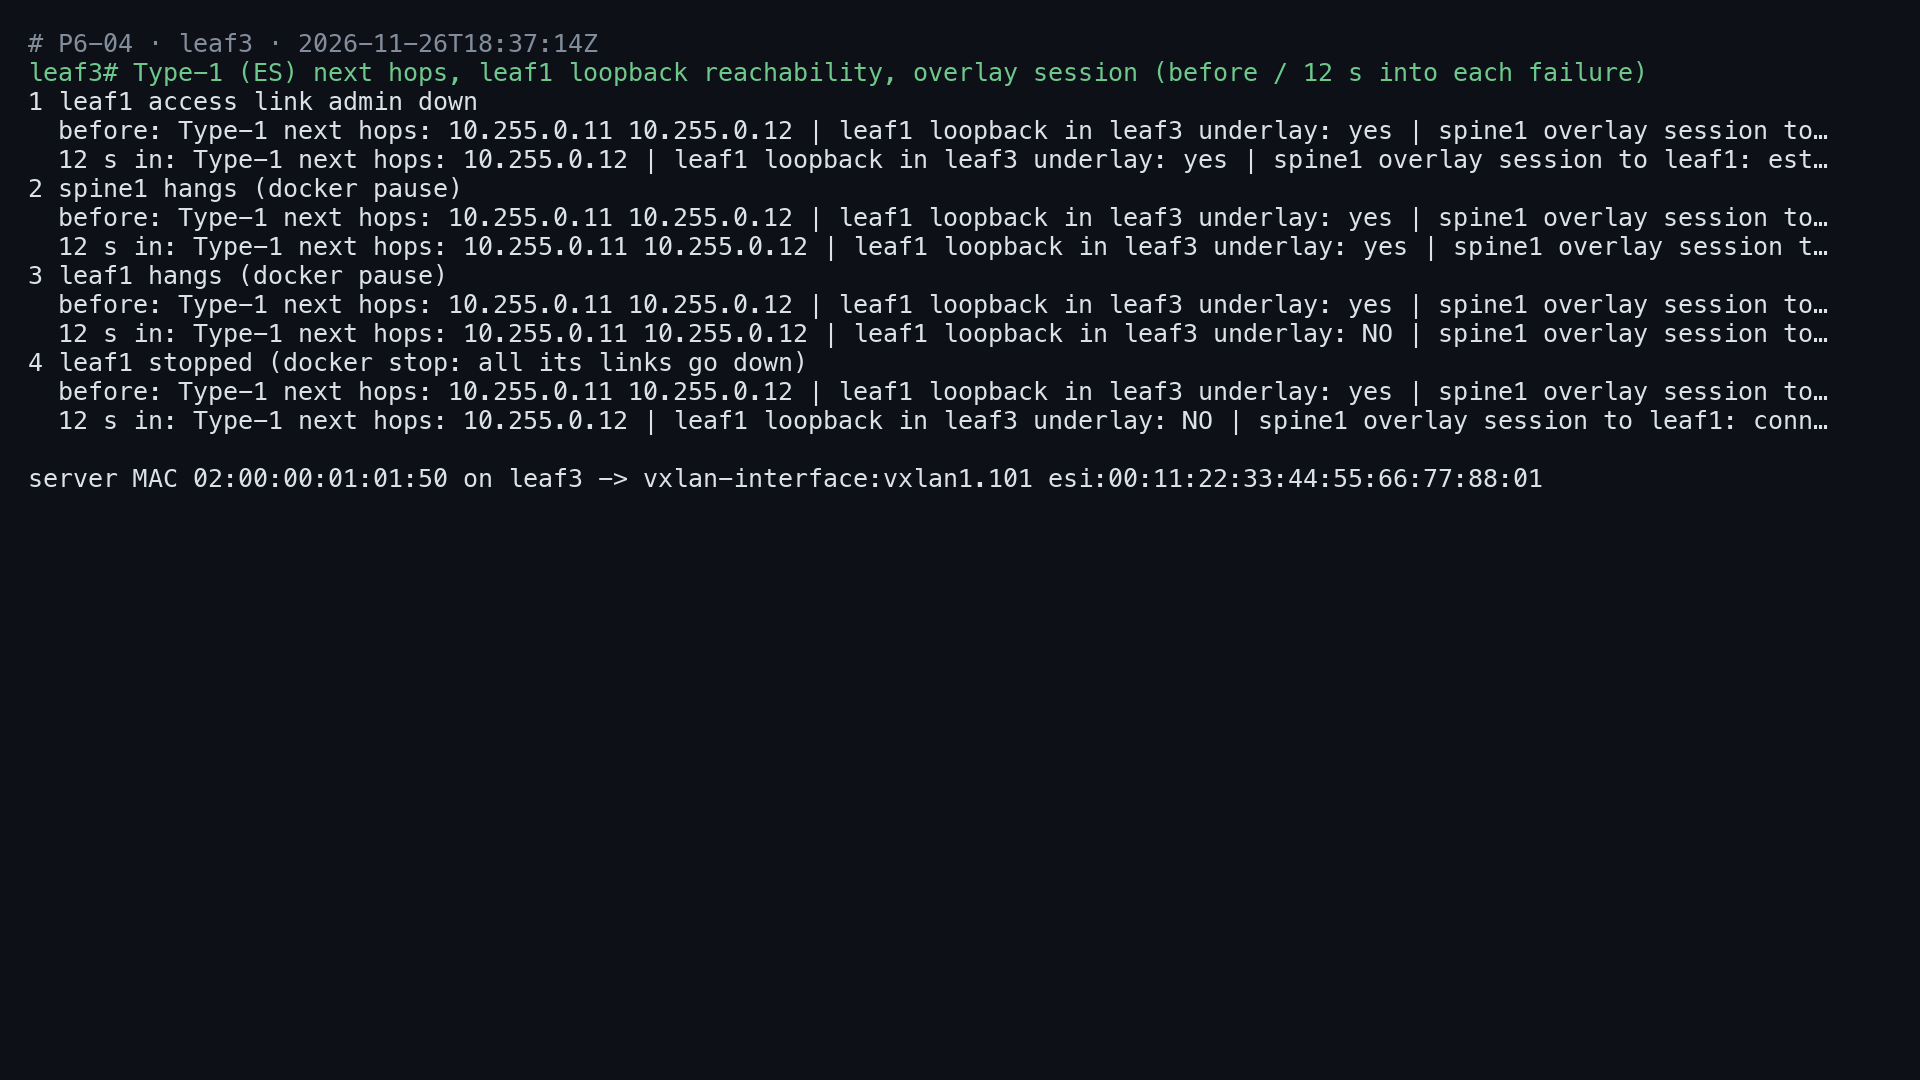 # P6-04 · leaf3 · 2026-11-26T18:37:14Z
leaf3# Type-1 (ES) next hops, leaf1 loopback reachability, overlay session (before / 12 s into each failure)
1 leaf1 access link admin down
  before: Type-1 next hops: 10.255.0.11 10.255.0.12 | leaf1 loopback in leaf3 underlay: yes | spine1 overlay session to…
  12 s in: Type-1 next hops: 10.255.0.12 | leaf1 loopback in leaf3 underlay: yes | spine1 overlay session to leaf1: est…
2 spine1 hangs (docker pause)
  before: Type-1 next hops: 10.255.0.11 10.255.0.12 | leaf1 loopback in leaf3 underlay: yes | spine1 overlay session to…
  12 s in: Type-1 next hops: 10.255.0.11 10.255.0.12 | leaf1 loopback in leaf3 underlay: yes | spine1 overlay session t…
3 leaf1 hangs (docker pause)
  before: Type-1 next hops: 10.255.0.11 10.255.0.12 | leaf1 loopback in leaf3 underlay: yes | spine1 overlay session to…
  12 s in: Type-1 next hops: 10.255.0.11 10.255.0.12 | leaf1 loopback in leaf3 underlay: NO | spine1 overlay session to…
4 leaf1 stopped (docker stop: all its links go down)
  before: Type-1 next hops: 10.255.0.11 10.255.0.12 | leaf1 loopback in leaf3 underlay: yes | spine1 overlay session to…
  12 s in: Type-1 next hops: 10.255.0.12 | leaf1 loopback in leaf3 underlay: NO | spine1 overlay session to leaf1: conn…
server MAC 02:00:00:01:01:50 on leaf3 -> vxlan-interface:vxlan1.101 esi:00:11:22:33:44:55:66:77:88:01